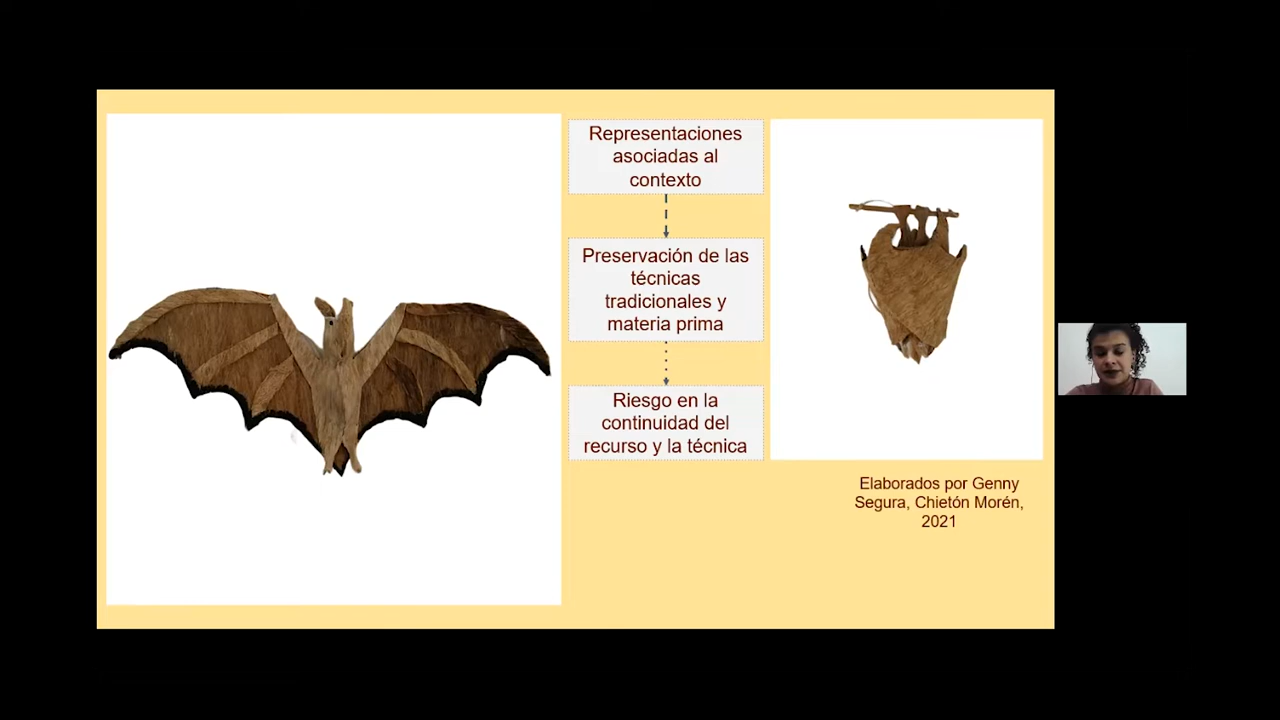 Representaciones
asociadas al
contexto
Preservación de las
técnicas
tradicionales y
materia prima
Riesgo en la
continuidad del
recurso y la técnica
Elaborados por Genny
Segura, Chietón Morén,
2021